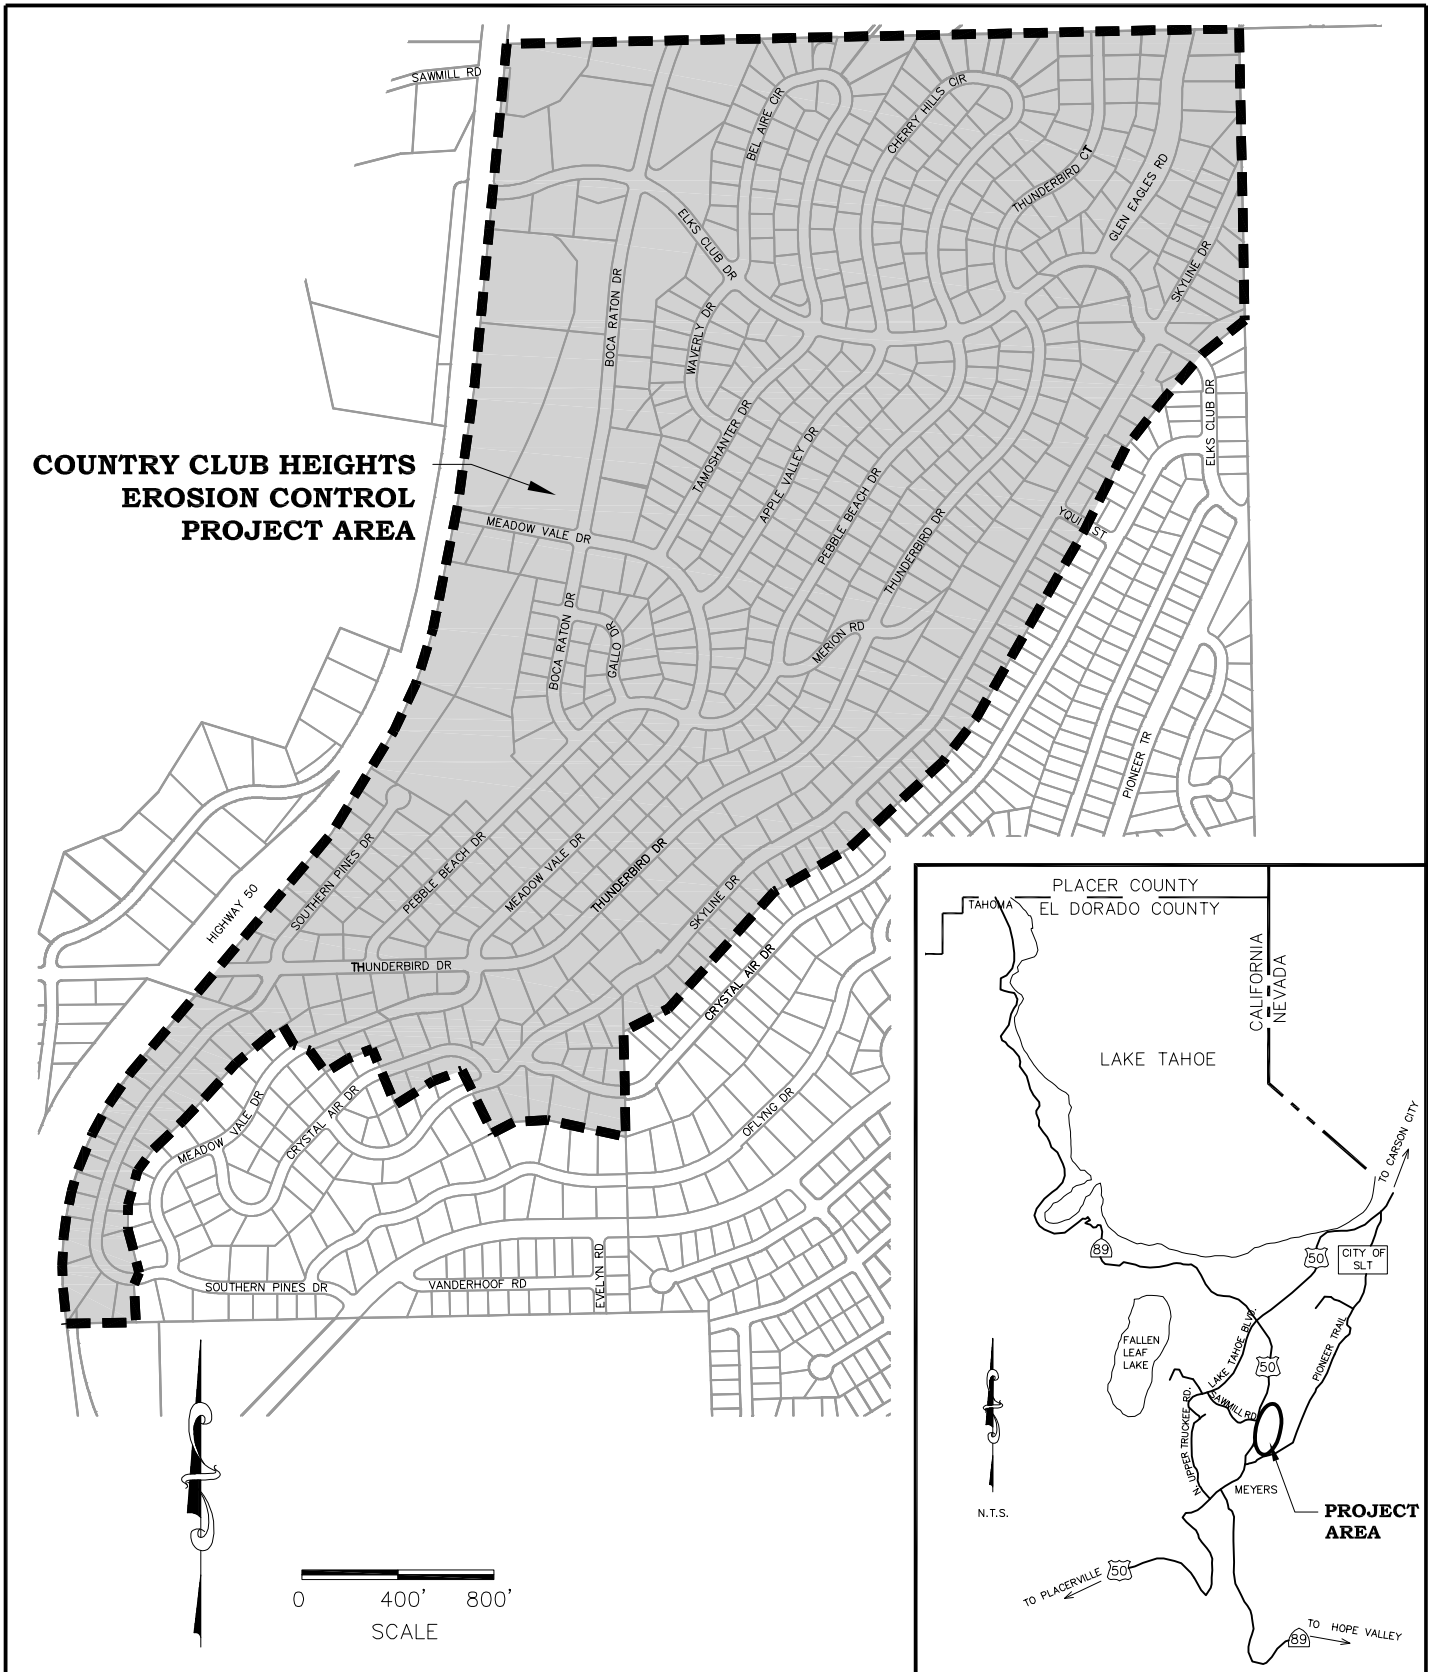 SAWMILL RD
BEL AIRE CIR
CHERRY HILLS CIR
THUNDERBIRD CT
GLEN EAGLES RD
SKYLINE DR
ELKS CLUB DR
BOCA RATON DR
WAVERLY DR
ELKS CLUB DR
TAMOSHANTER DR
APPLE VALLEY DR
PEBBLE BEACH DR
THUNDERBIRD DR
COUNTRY CLUB HEIGHTS
EROSION CONTROL
PROJECT AREA
MEADOW VALE DR
BOCA RATON DR
GALLO DR
MERION RD
PIONEER TR
HIGHWAY 50
SOUTHERN PINES DR
PEBBLE BEACH DR
MEADOW VALE DR
THUNDERBIRD DR
SKYLINE DR
THUNDERBIRD DR
CRYSTAL AIR DR
MEADOW VALE DR
CRYSTAL AIR DR
OFLYNG DR
SOUTHERN PINES DR
VANDERHOOF RD
EVELYN RD
0 400' 800'
SCALE
PLACER COUNTY
TAHOMA
EL DORADO COUNTY
CALIFORNIA
NEVADA
LAKE TAHOE
TO CARSON CITY
89
50
CITY OF
SLT
FALLEN
LEAF
LAKE
LAKE TAHOE BLVD.
50
PIONEER TRAIL
SAWMILL RD
N. UPPER TRUCKEE RD.
MEYERS
N.T.S.
PROJECT
AREA
TO PLACERVILLE
50
89
TO HOPE VALLEY